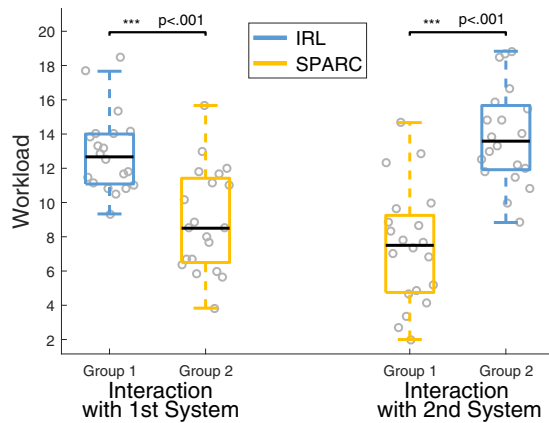 *** p<.001
*** p<.001
IRL
SPARC
Workload
20
18
16
14
12
10
8
6
4
2
Group 1
Group 2
Group 1
Group 2
Interaction
with 1st System
Interaction
with 2nd System